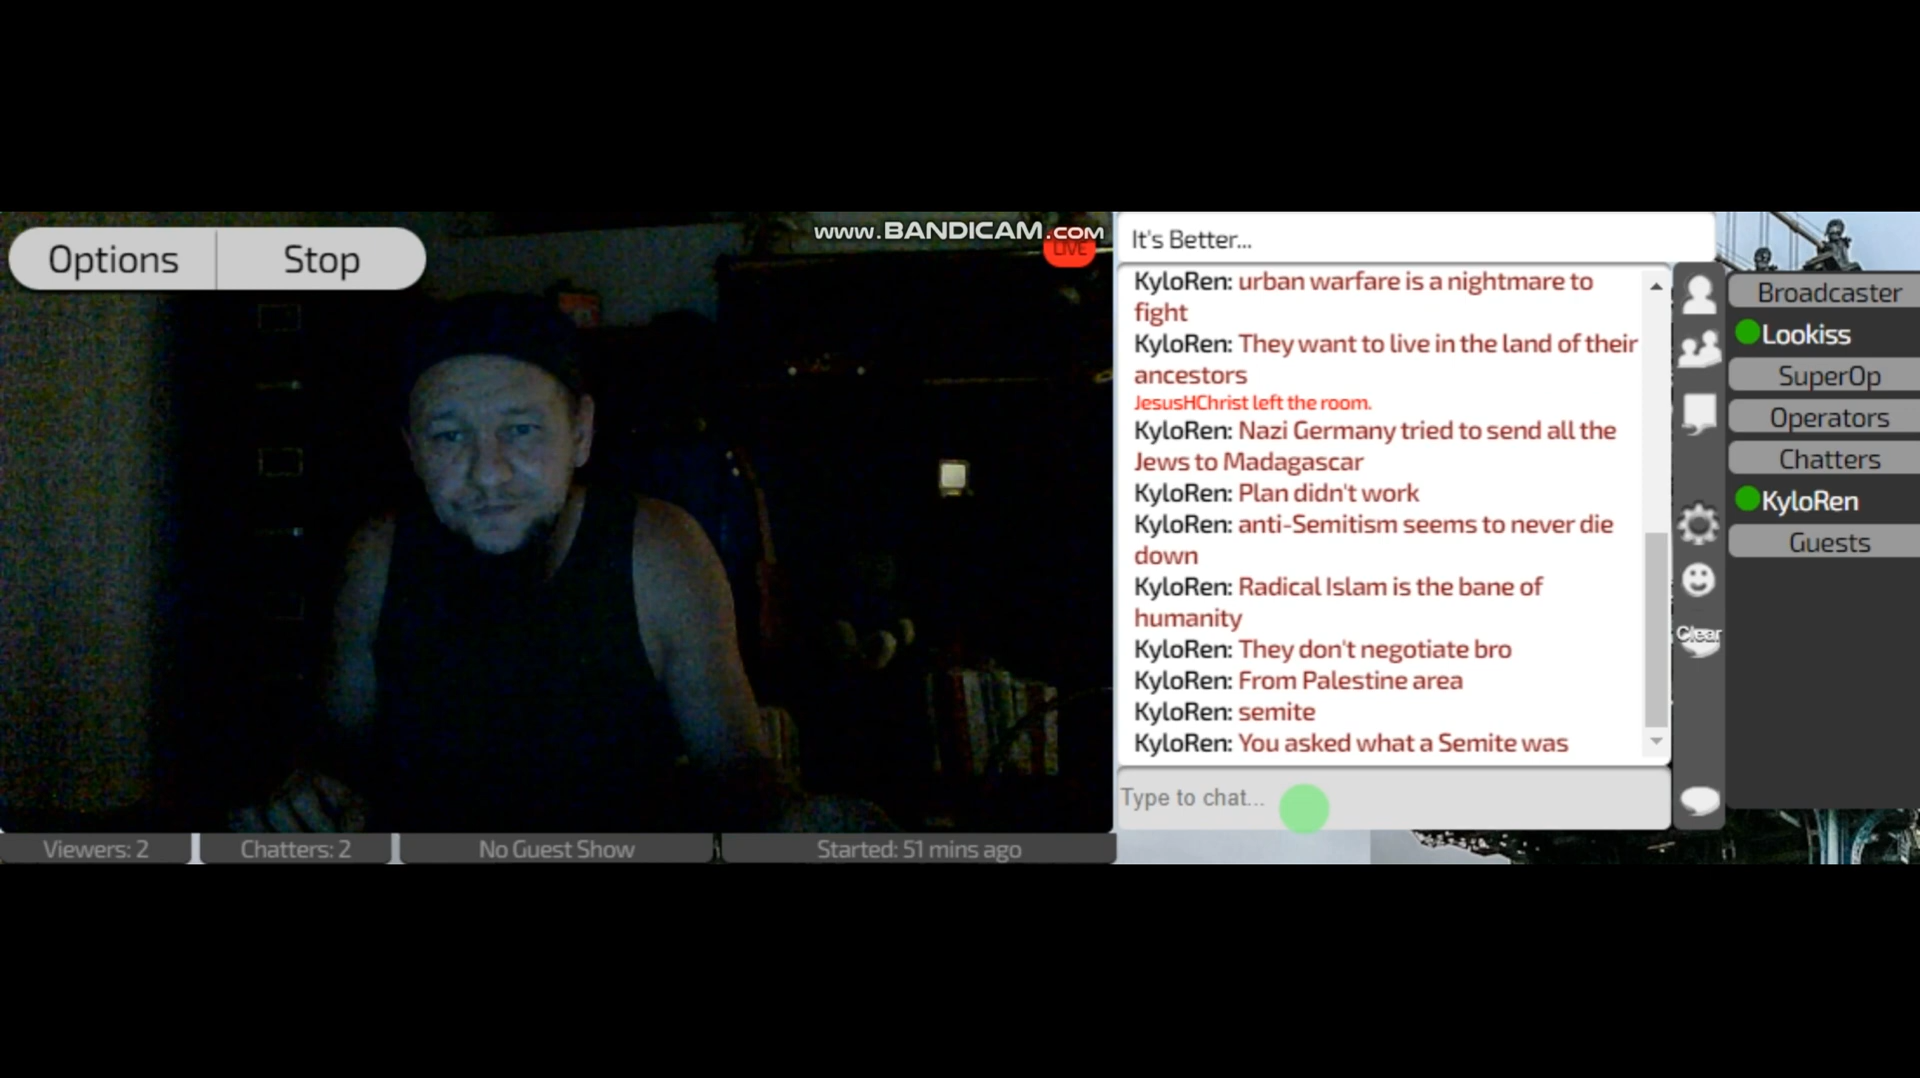 Options
Stop
www.BANDICAM.com
LIVE
It's Better...
KyloRen: urban warfare is a nightmare to
fight
KyloRen: They want to live in the land of their
ancestors
JesusHChrist left the room.
KyloRen: Nazi Germany tried to send all the
Jews to Madagascar
KyloRen: Plan didn't work
KyloRen: anti-Semitism seems to never die
down
KyloRen: Radical Islam is the bane of
humanity
KyloRen: They don't negotiate bro
KyloRen: From Palestine area
KyloRen: semite
KyloRen: You asked what a Semite was
Type to chat...
Clear
Broadcaster
Lookiss
SuperOp
Operators
Chatters
KyloRen
Guests
Viewers: 2
Chatters: 2
No Guest Show
Started: 51 mins ago